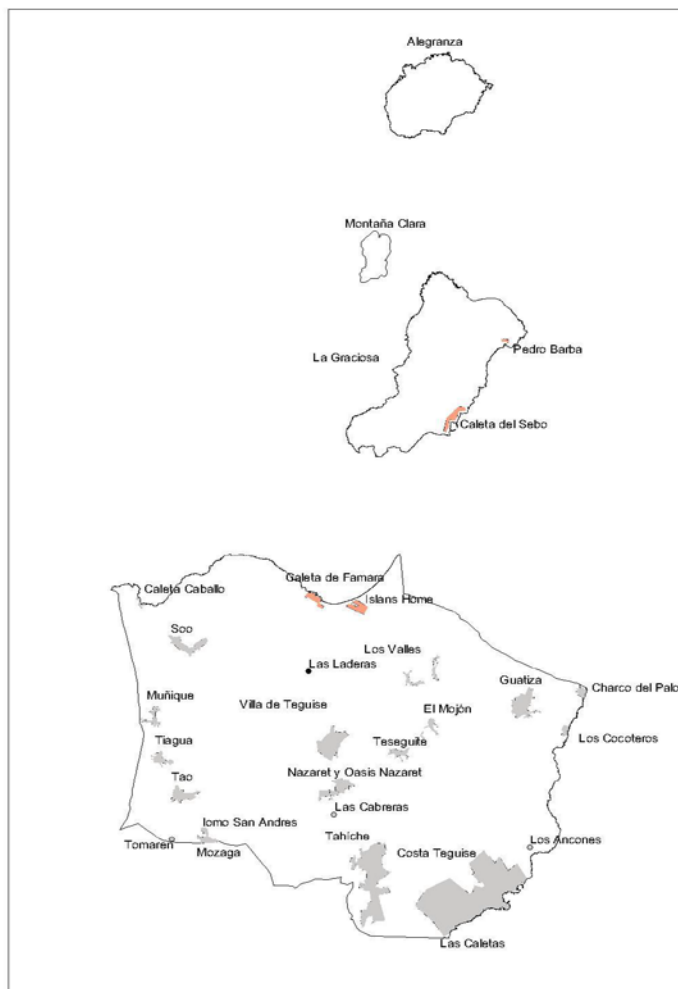 Alegranza
Montaña Clara
La Graciosa
Pedro Barba
Caleta del Sebo
Caleta Caballo
Caleta de Famara
Islans Home
Soo
Los Valles
Las Laderas
Guatiza
Charco del Palo
Muñique
Villa de Teguise
El Mojón
Los Cocoteros
Tiagua
Teseguite
Tao
Nazaret y Oasis Nazaret
Las Cabreras
lomo San Andres
Tomaren
Mozaga
Tahiche
Costa Teguise
Los Ancones
Las Caletas